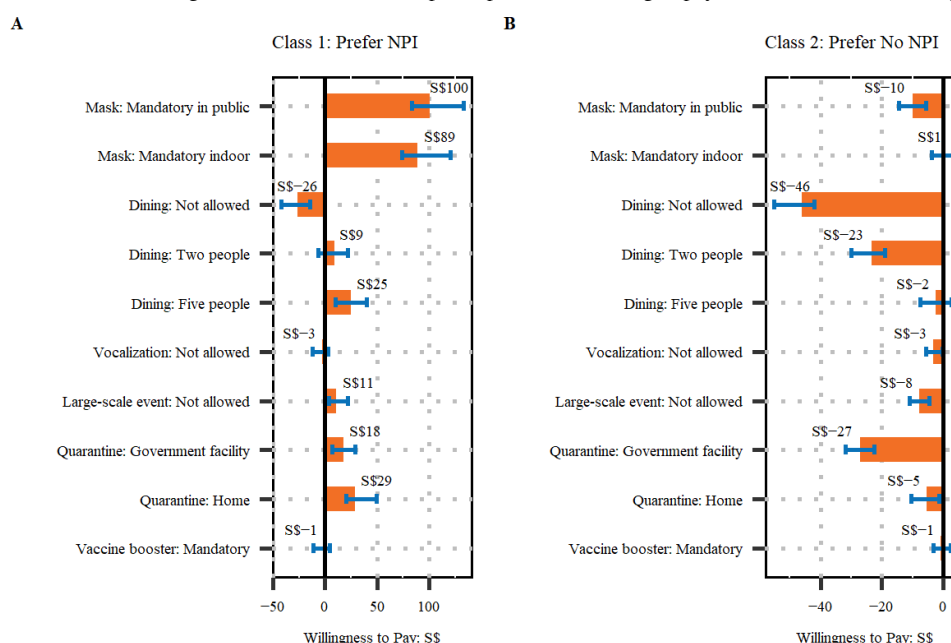 A
B
Class 1: Prefer NPI
Class 2: Prefer No NPI
Mask: Mandatory in public
S$100
Mask: Mandatory indoor
S$89
Dining: Not allowed
S$−26
Dining: Two people
S$9
Dining: Five people
S$25
Vocalization: Not allowed
S$−3
Large-scale event: Not allowed
S$11
Quarantine: Government facility
S$18
Quarantine: Home
S$29
Vaccine booster: Mandatory
S$−1
−50 0 50 100
Willingness to Pay: S$
Mask: Mandatory in public
S$−10
Mask: Mandatory indoor
S$1
Dining: Not allowed
S$−46
Dining: Two people
S$−23
Dining: Five people
S$−2
Vocalization: Not allowed
S$−3
Large-scale event: Not allowed
S$−8
Quarantine: Government facility
S$−27
Quarantine: Home
S$−5
Vaccine booster: Mandatory
S$−1
−40 −20 0
Willingness to Pay: S$